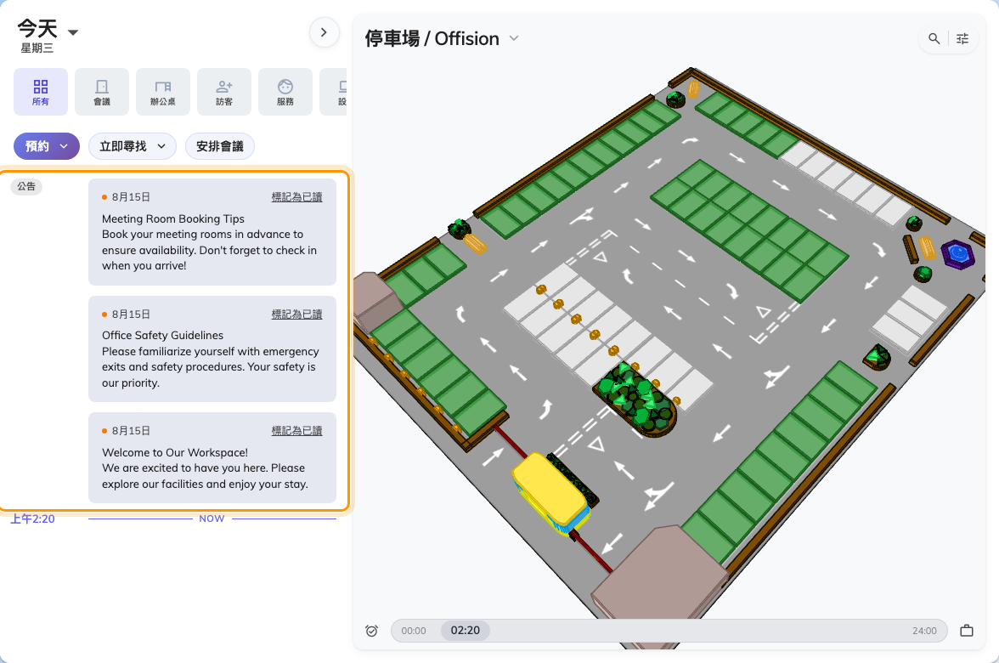 今天
星期三
停車場 / Offision
所有
會議
辦公桌
訪客
服務
預約
立即尋找
安排會議
公告
8月15日
標記為已讀
Meeting Room Booking Tips
Book your meeting rooms in advance to
ensure availability. Don't forget to check in
when you arrive!
8月15日
標記為已讀
Office Safety Guidelines
Please familiarize yourself with emergency
exits and safety procedures. Your safety is
our priority.
8月15日
標記為已讀
Welcome to Our Workspace!
We are excited to have you here. Please
explore our facilities and enjoy your stay.
上午2:20
NOW
00:00
02:20
24:00